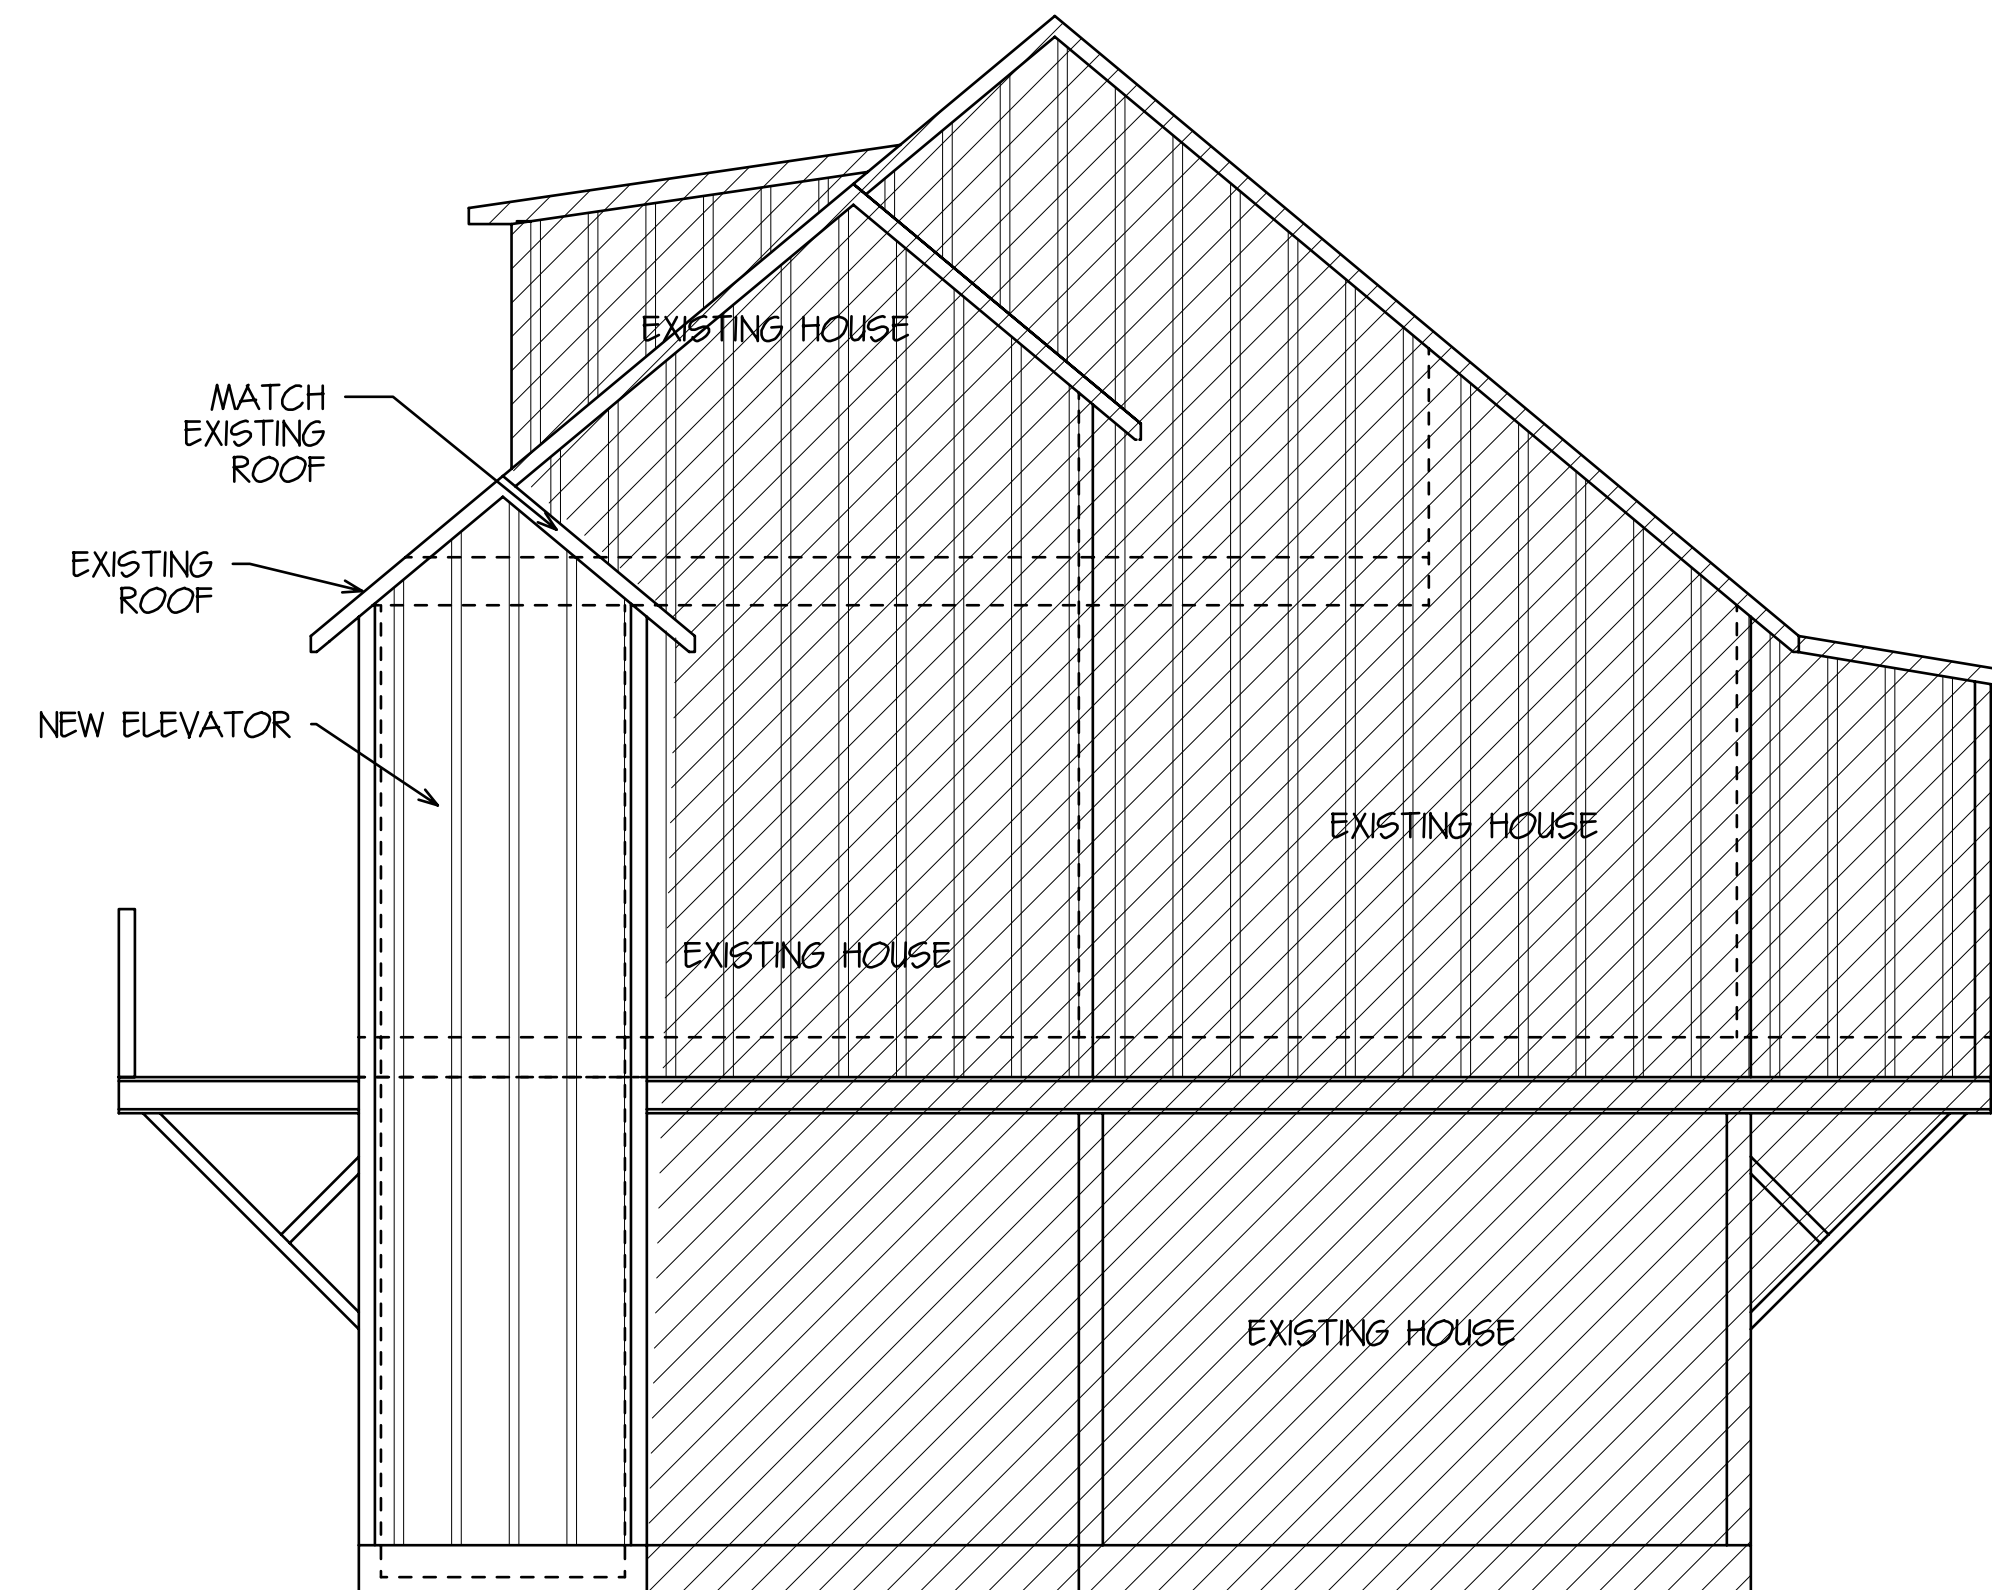 EXISTING HOUSE
MATCH
EXISTING
ROOF
EXISTING
ROOF
NEW ELEVATOR
EXISTING HOUSE
EXISTING HOUSE
EXISTING HOUSE